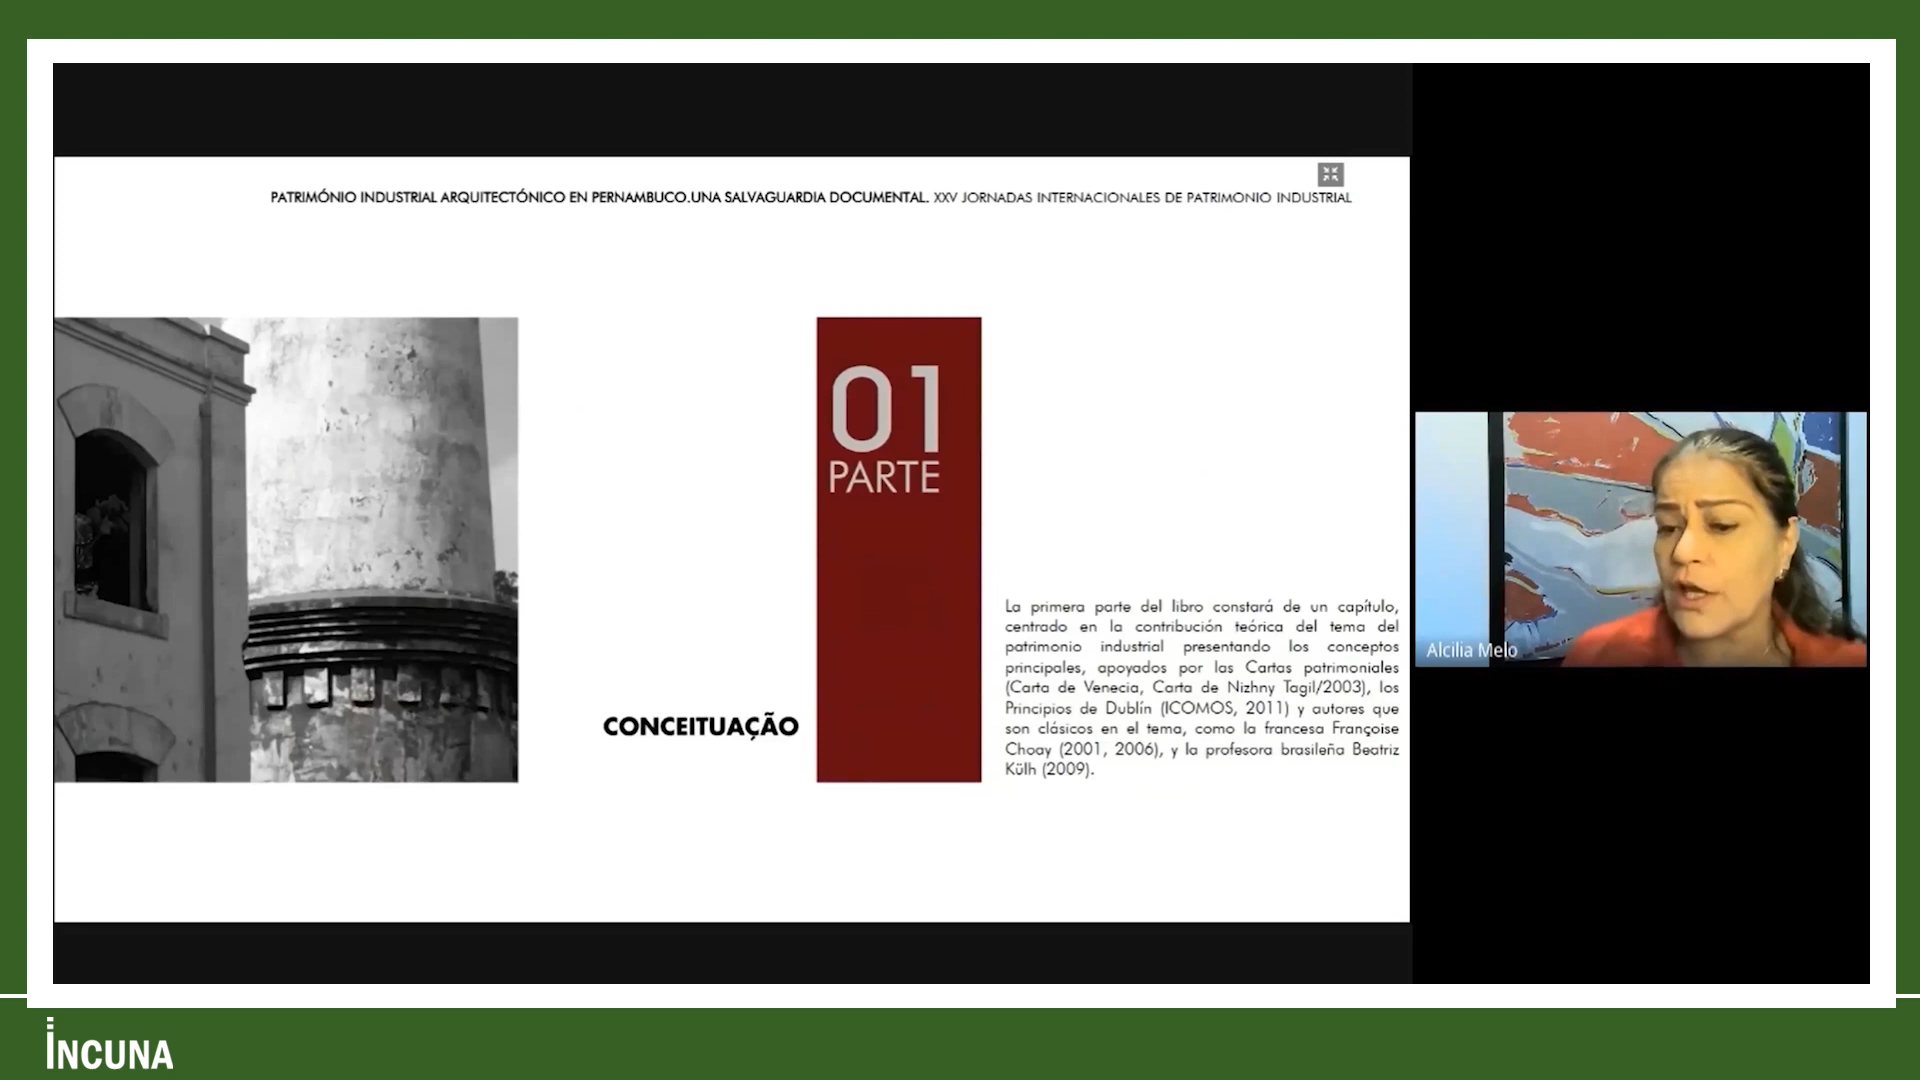 PATRIMÓNIO INDUSTRIAL ARQUITECTÓNICO EN PERNAMBUCO.UNA SALVAGUARDIA DOCUMENTAL. XXV JORNADAS INTERNACIONALES DE PATRIMONIO INDUSTRIAL
01
PARTE
CONCEITUAÇÃO
La primera parte del libro constará de un capítulo,
centrado en la contribución teórica del tema del
patrimonio industrial presentando los conceptos
principales, apoyados por las Cartas patrimoniales
(Carta de Venecia, Carta de Nizhny Tagil/2003), los
Principios de Dublín (ICOMOS, 2011) y autores que
son clásicos en el tema, como la francesa Françoise
Choay (2001, 2006), y la profesora brasileña Beatriz
Külh (2009).
Alcilia Melo
INCUNA